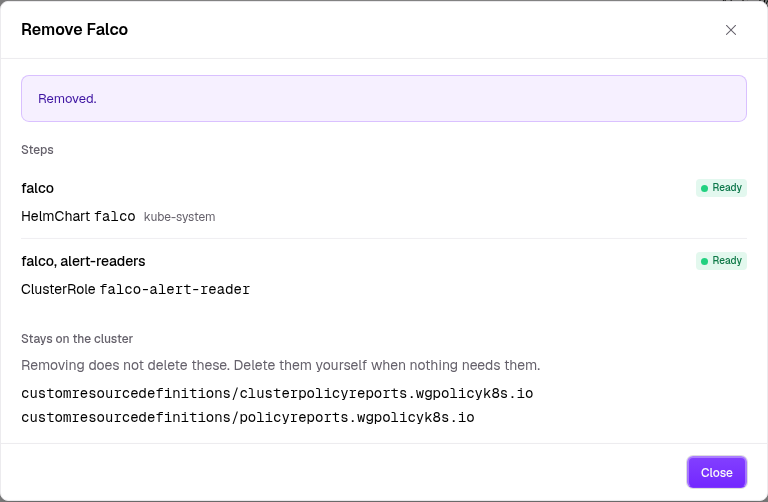 Remove Falco
Removed.
Steps
falco
Ready
HelmChart falco kube-system
falco, alert-readers
Ready
ClusterRole falco-alert-reader
Stays on the cluster
Removing does not delete these. Delete them yourself when nothing needs them.
customresourcedefinitions/clusterpolicyreports.wgpolicyk8s.io
customresourcedefinitions/policyreports.wgpolicyk8s.io
Close